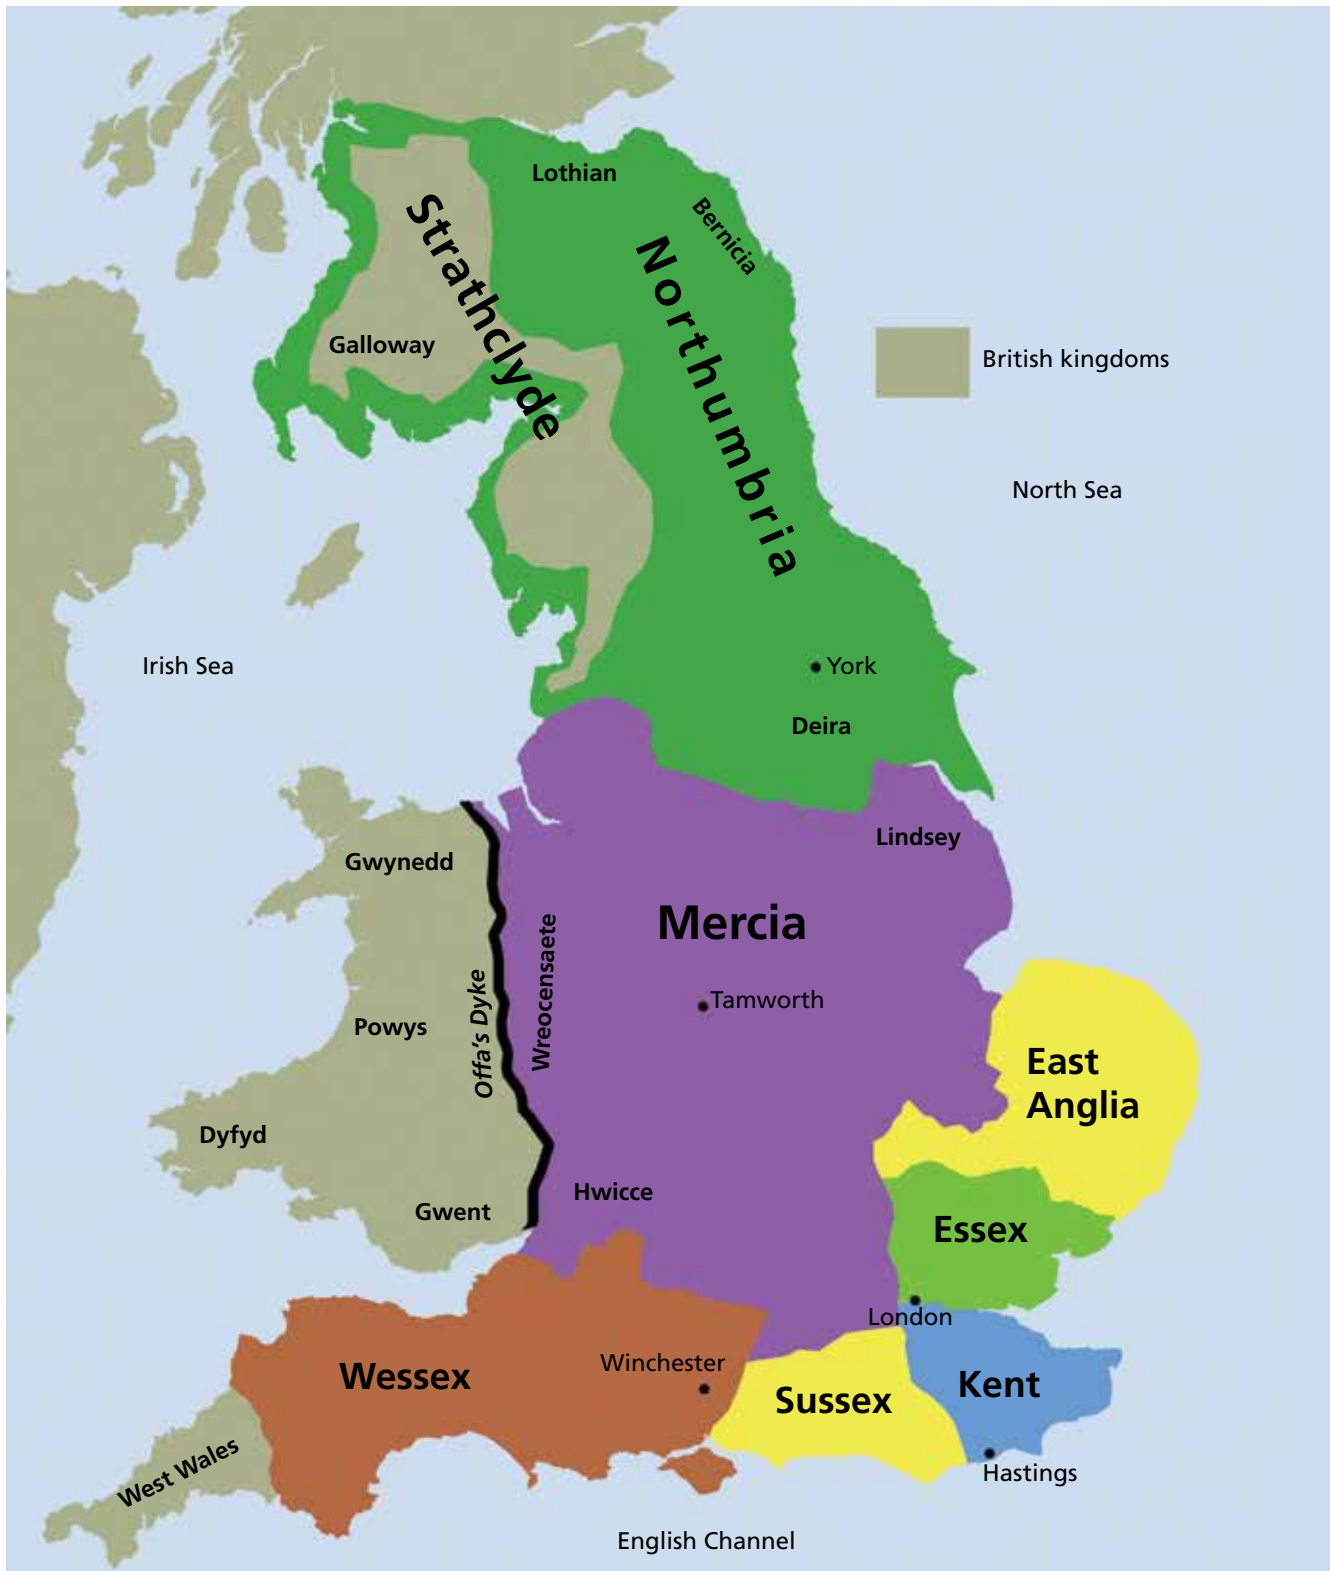 Lothian
Bernicia
Strathclyde
Northumbria
Galloway
British kingdoms
North Sea
Irish Sea
York
Deira
Lindsey
Gwynedd
Mercia
Wreocensaete
Offa's Dyke
Tamworth
Powys
East
Anglia
Dyfyd
Hwicce
Gwent
Essex
London
Winchester
Wessex
Sussex
Kent
West Wales
Hastings
English Channel